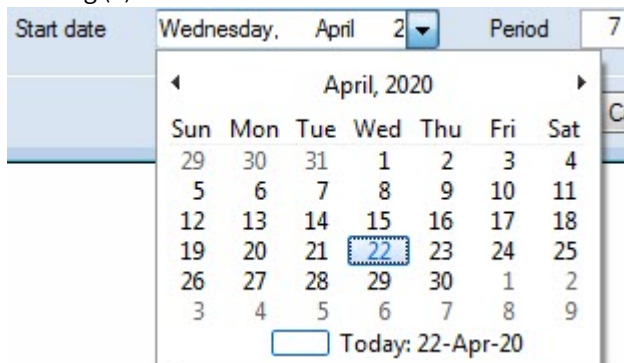 Start date Wednesday, April 2 Period 7
April, 2020
Sun Mon Tue Wed Thu Fri Sat
29 30 31 1 2 3 4
5 6 7 8 9 10 11
12 13 14 15 16 17 18
19 20 21 22 23 24 25
26 27 28 29 30 1 2
3 4 5 6 7 8 9
Today: 22-Apr-20